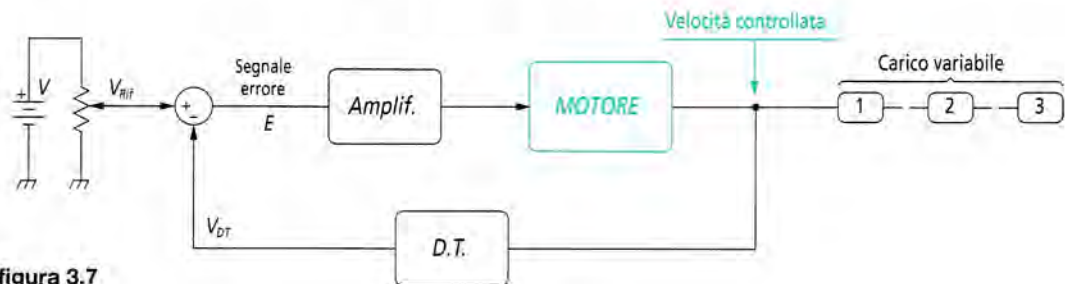 Velocità controllata
Carico variabile
Segnale
errore
E
+
V
V_Rif
+
-
Amplif.
MOTORE
1
2
3
V_DT
D.T.
figura 3.7